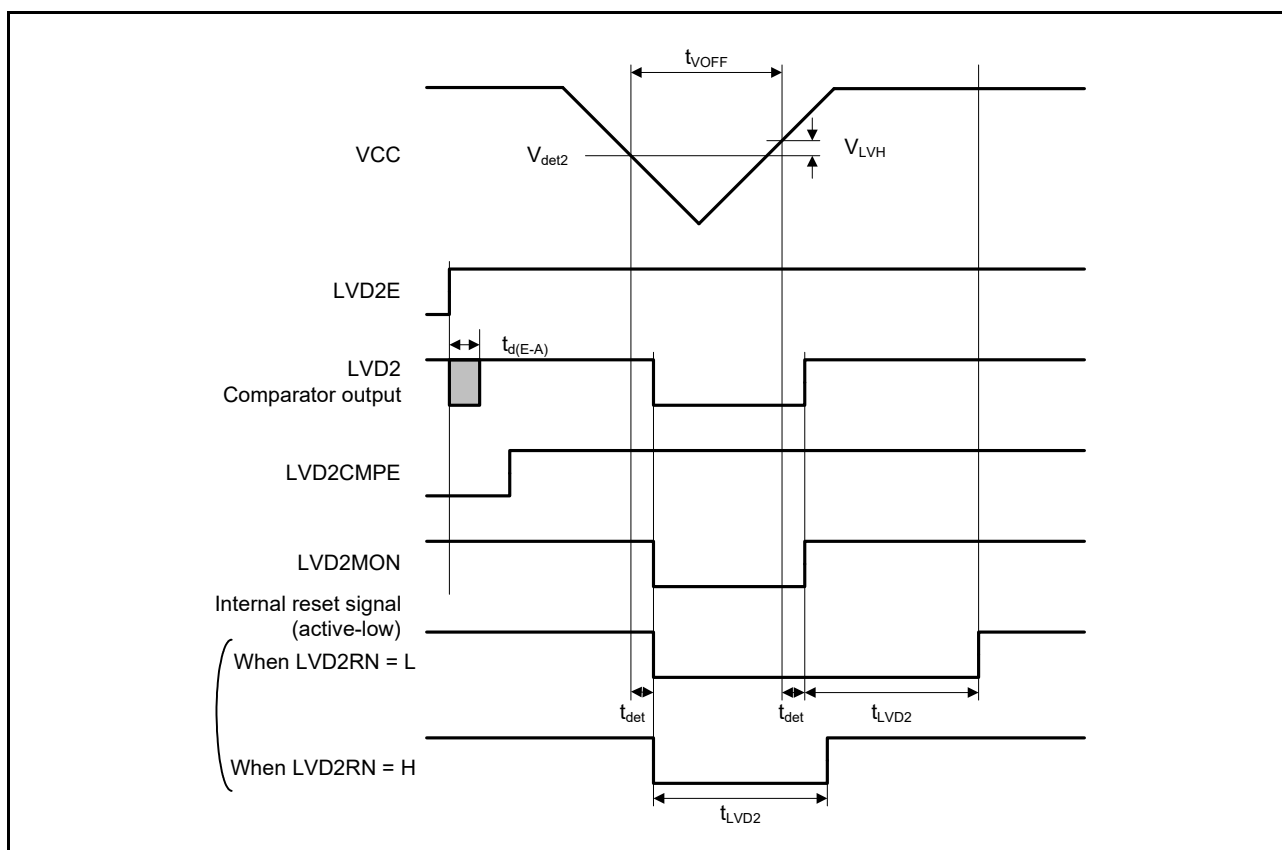 tVOFF
VCC
Vdet2
VLVH
LVD2E
td(E-A)
LVD2
Comparator output
LVD2CMPE
LVD2MON
Internal reset signal
(active-low)
When LVD2RN = L
tdet
tdet
tLVD2
When LVD2RN = H
tLVD2